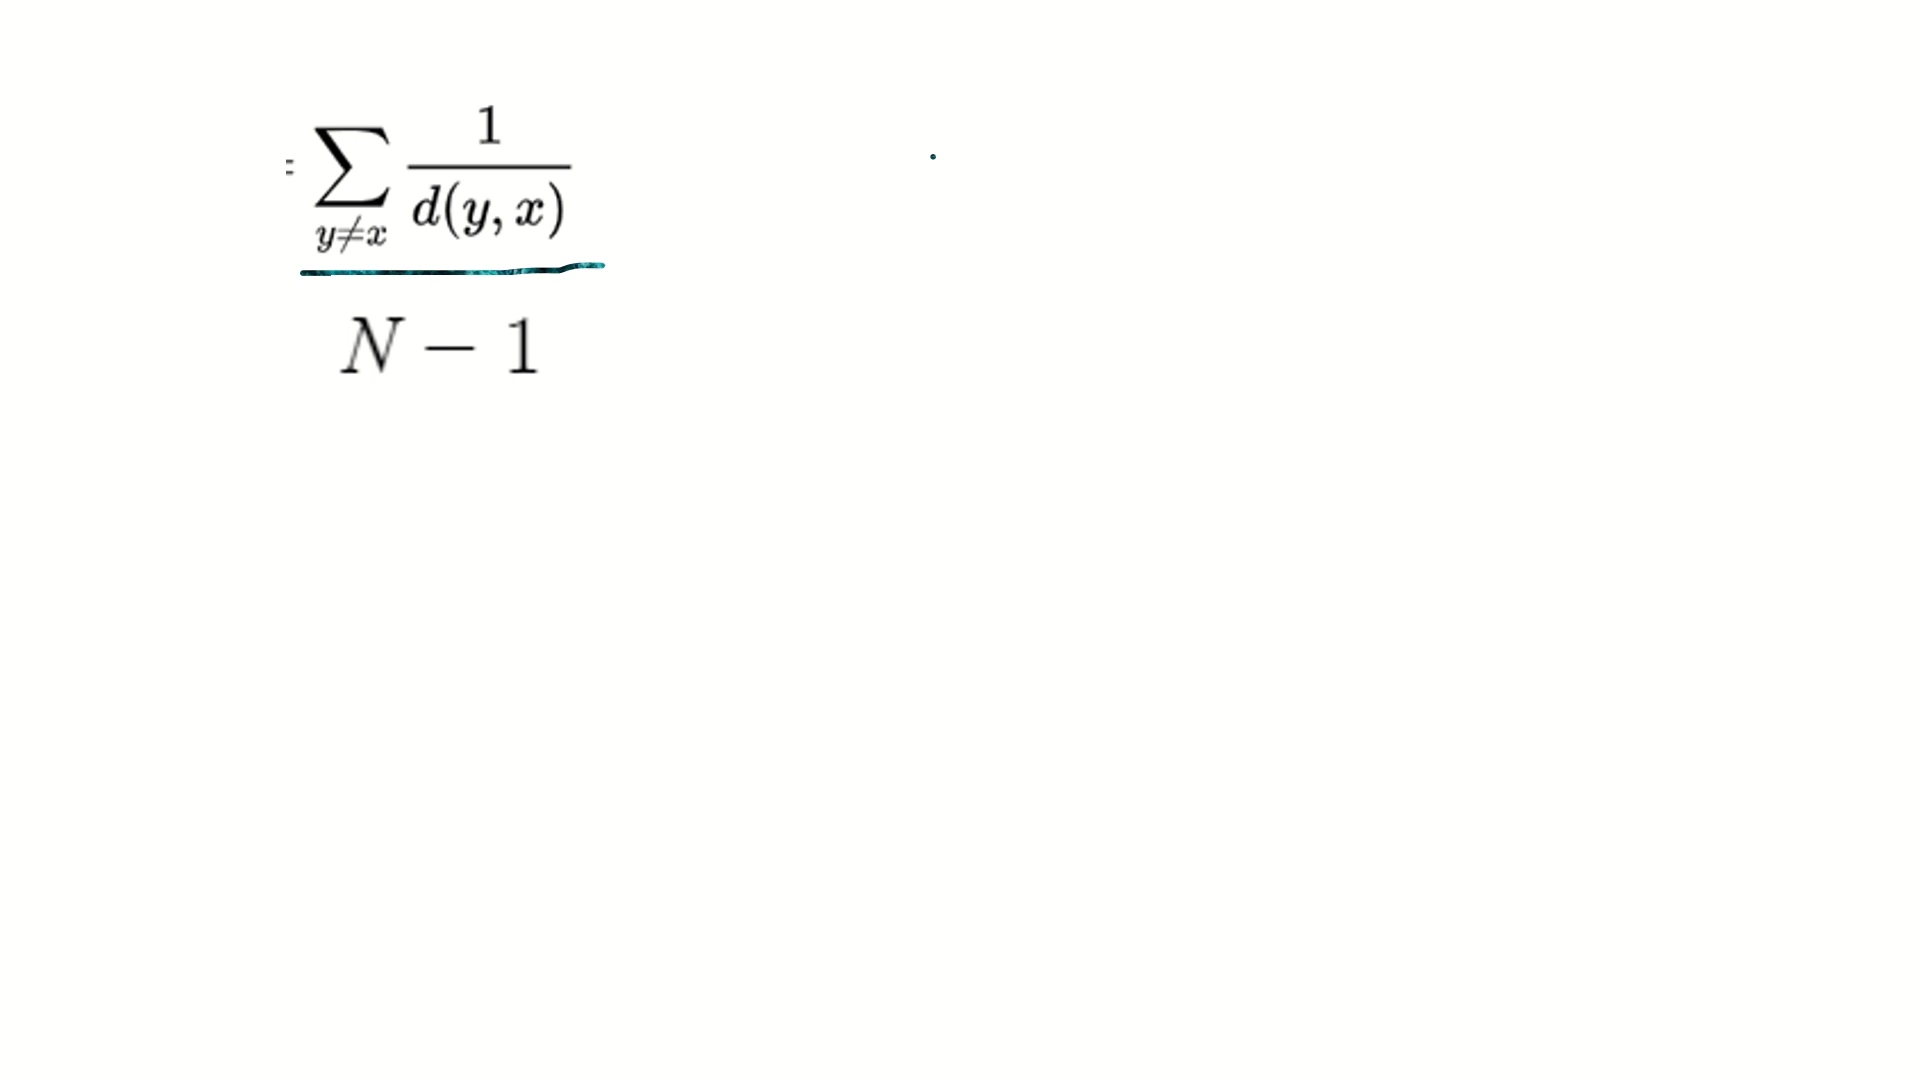 = ∑ y≠x 1 / d(y, x)
N − 1